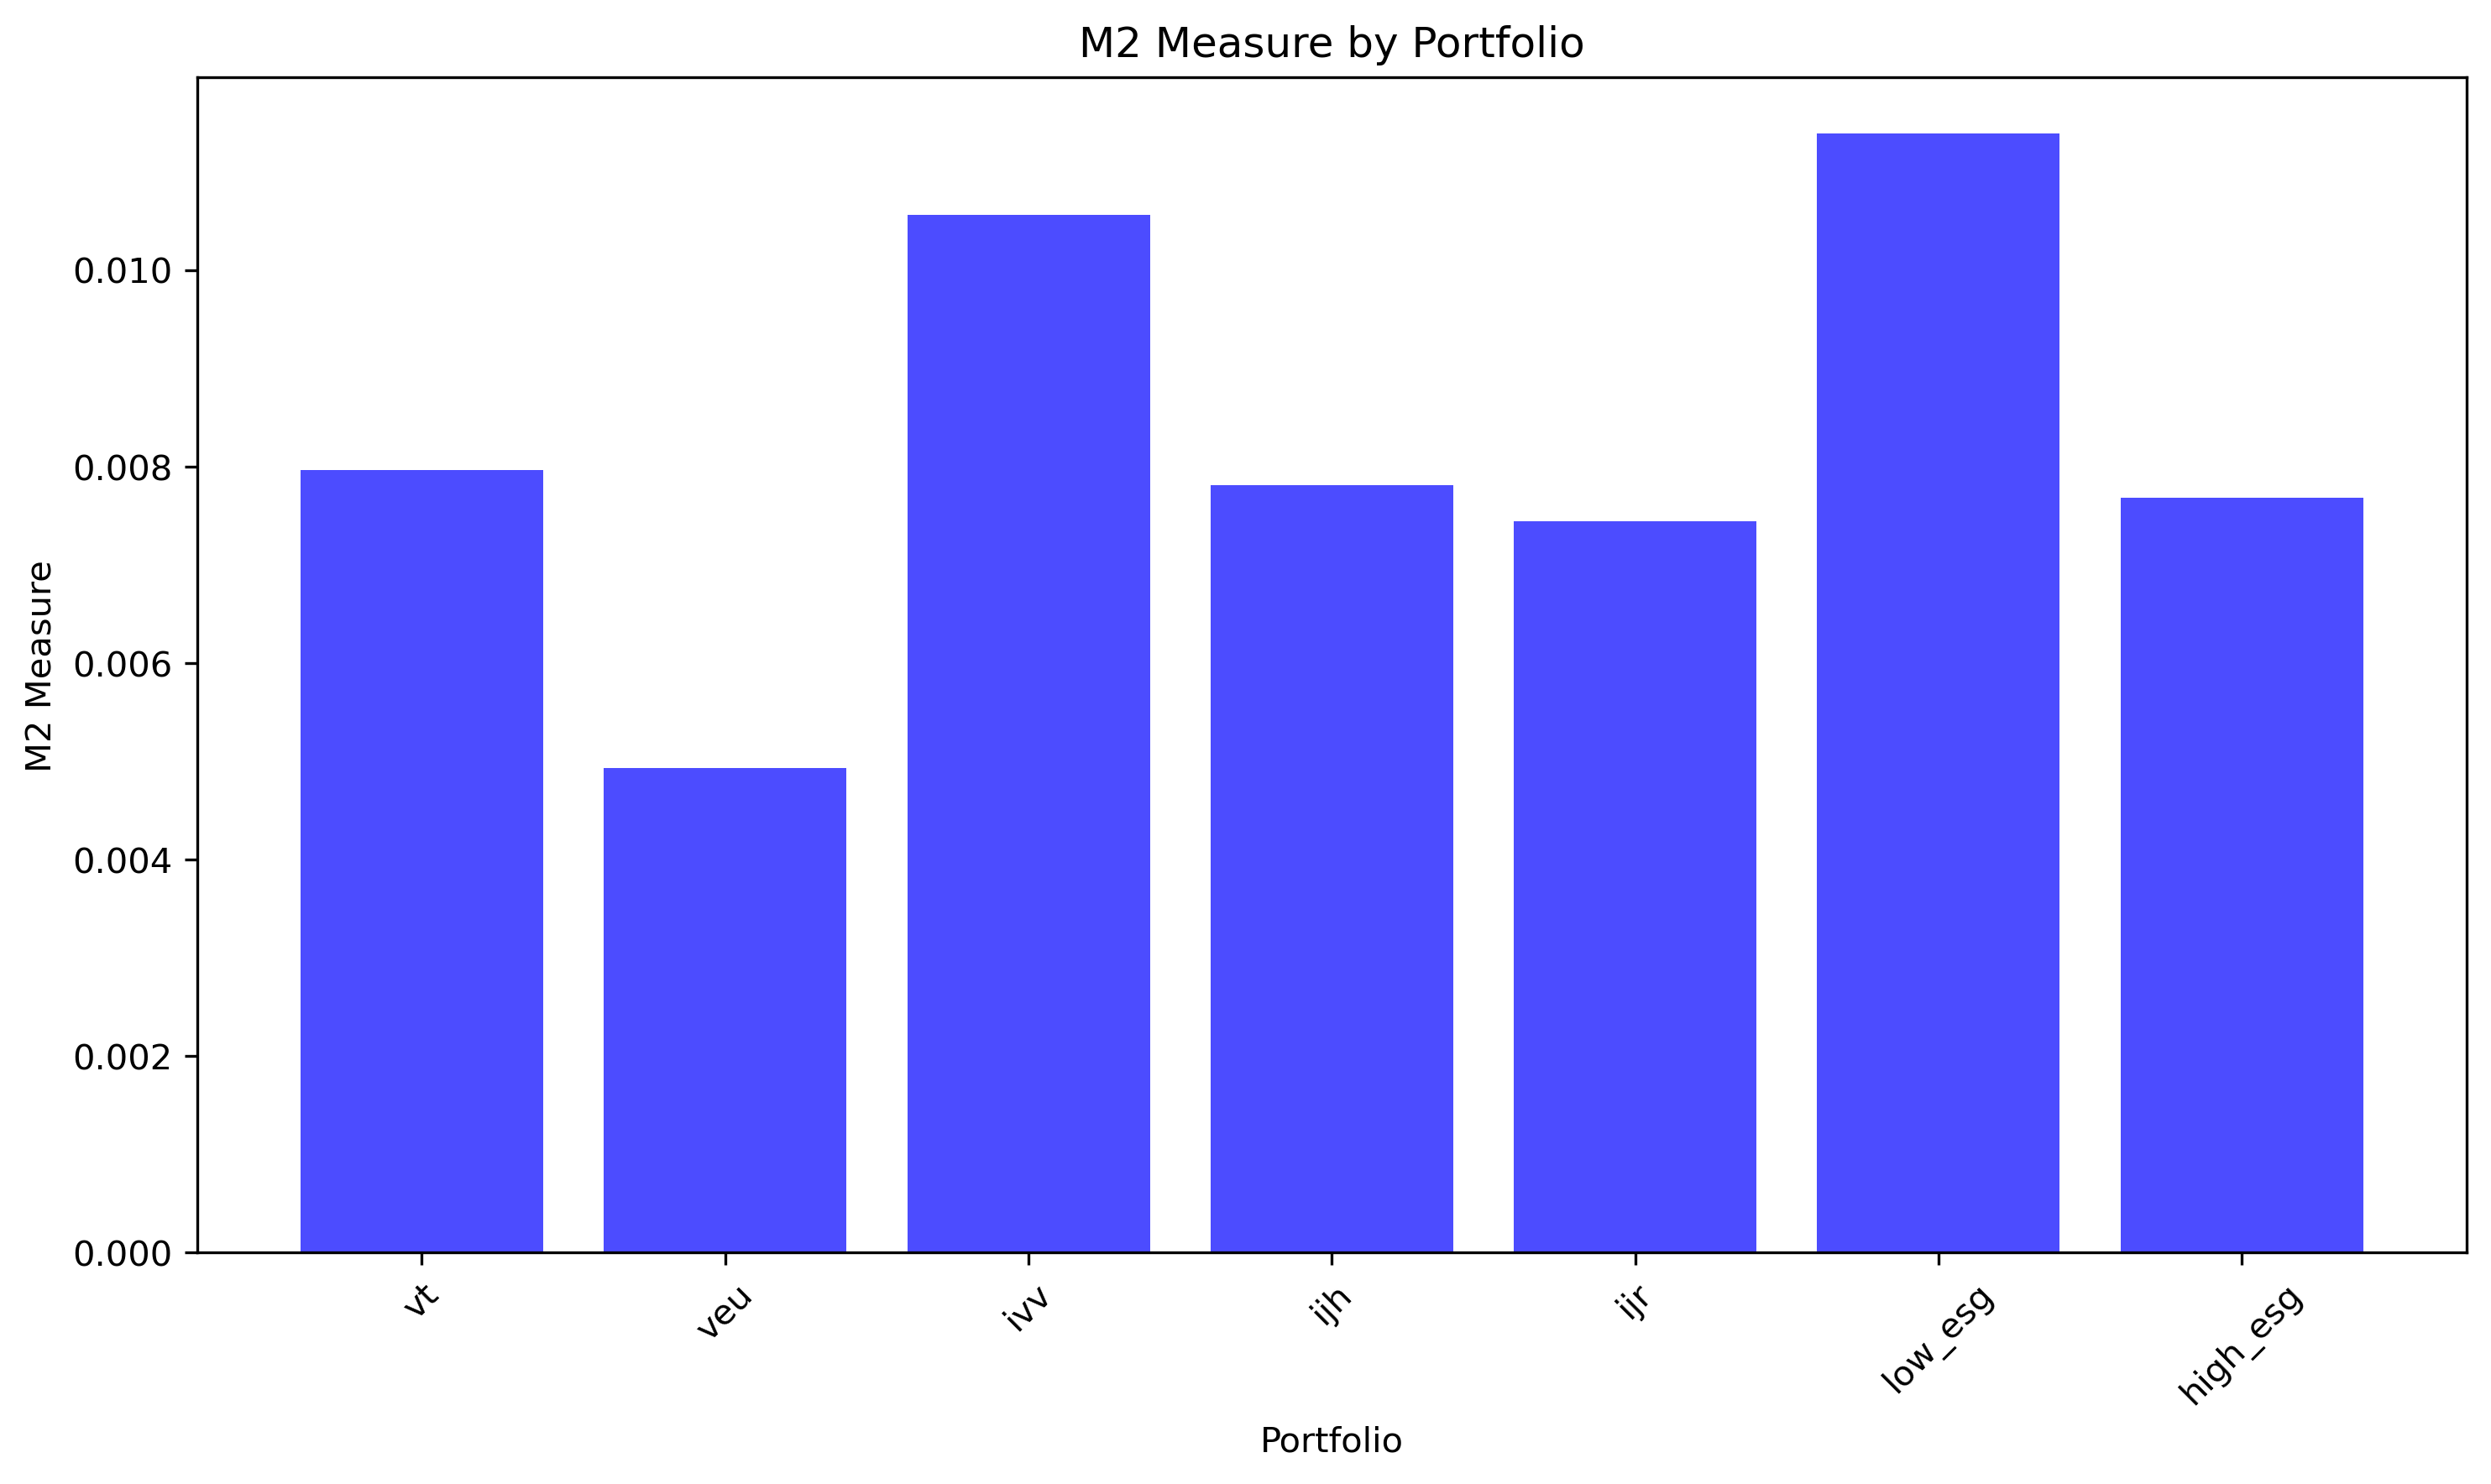 M2 Measure by Portfolio
M2 Measure
0.010
0.008
0.006
0.004
0.002
0.000
vt
veu
ivv
ijh
ijr
low_esg
high_esg
Portfolio